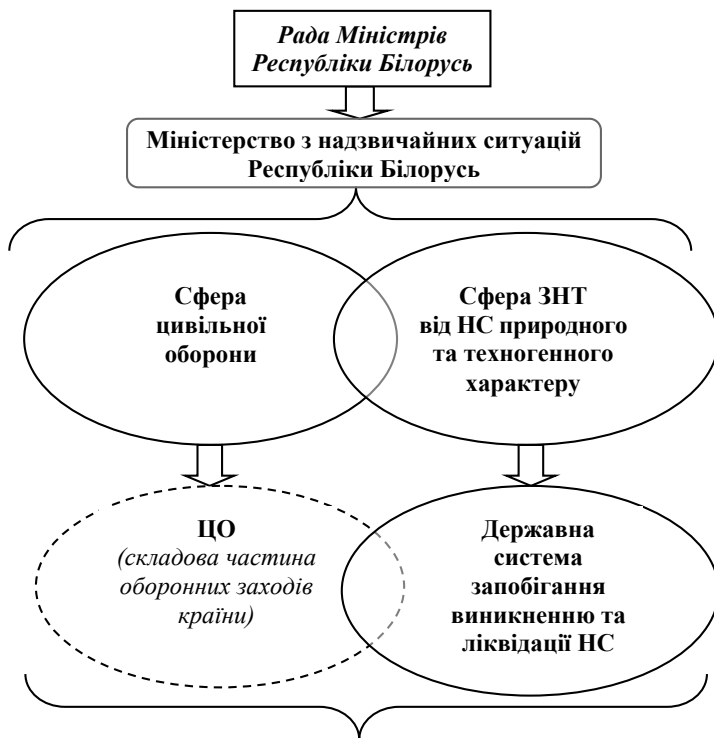 Рада Міністрів
Республіки Білорусь
Міністерство з надзвичайних ситуацій
Республіки Білорусь
Сфера
цивільної
оборони
Сфера ЗНТ
від НС природного
та техногенного
характеру
ЦО
(складова частина
оборонних заходів
країни)
Державна
система
запобігання
виникненню та
ліквідації НС